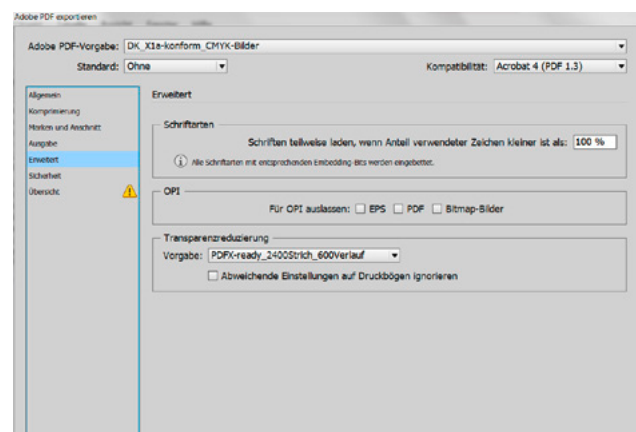 Adobe PDF exportieren
Adobe PDF-Vorgabe: DK_X1a-konform_CMYK-Bilder
Standard: Ohne
Kompatibilität: Acrobat 4 (PDF 1.3)
Allgemein
Komprimierung
Marken und Anschnitt
Ausgabe
Erweitert
Sicherheit
Übersicht
Erweitert
Schriftarten
Schriften teilweise laden, wenn Anteil verwendeter Zeichen kleiner ist als: 100 %
Alle Schriftarten mit entsprechenden Embedding-Bits werden eingebettet.
OPI
Für OPI auslassen: EPS PDF Bitmap-Bilder
Transparenzreduzierung
Vorgabe: PDFX-ready_2400Strich_600Verlauf
Abweichende Einstellungen auf Druckbögen ignorieren